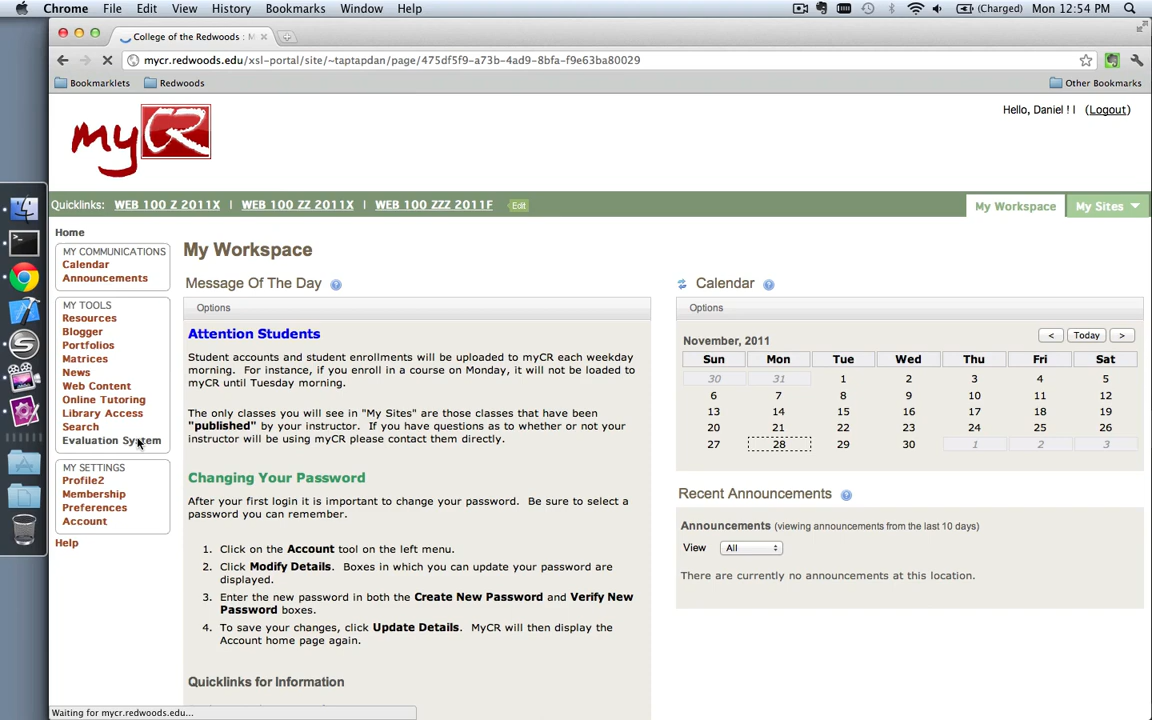 Chrome File Edit View History Bookmarks Window Help (Charged) Mon 12:54 PM
College of the Redwoods : M
mycr.redwoods.edu/xsl-portal/site/~taptapdan/page/475df5f9-a73b-4ad9-8bfa-f9e63ba80029
Bookmarklets Redwoods Other Bookmarks
Hello, Daniel ! | (Logout)
myCR
Quicklinks: WEB 100 Z 2011X | WEB 100 ZZ 2011X | WEB 100 ZZZ 2011F Edit My Workspace My Sites
Home
MY COMMUNICATIONS
Calendar
Announcements
MY TOOLS
Resources
Blogger
Portfolios
Matrices
News
Web Content
Online Tutoring
Library Access
Search
Evaluation System
MY SETTINGS
Profile2
Membership
Preferences
Account
Help
My Workspace
Message Of The Day
Options
Attention Students
Student accounts and student enrollments will be uploaded to myCR each weekday
morning. For instance, if you enroll in a course on Monday, it will not be loaded to
myCR until Tuesday morning.
The only classes you will see in "My Sites" are those classes that have been
"published" by your instructor. If you have questions as to whether or not your
instructor will be using myCR please contact them directly.
Changing Your Password
After your first login it is important to change your password. Be sure to select a
password you can remember.
1. Click on the Account tool on the left menu.
2. Click Modify Details. Boxes in which you can update your password are
displayed.
3. Enter the new password in both the Create New Password and Verify New
Password boxes.
4. To save your changes, click Update Details. MyCR will then display the
Account home page again.
Quicklinks for Information
Calendar
Options
November, 2011 < Today >
Sun Mon Tue Wed Thu Fri Sat
30 31 1 2 3 4 5
6 7 8 9 10 11 12
13 14 15 16 17 18 19
20 21 22 23 24 25 26
27 28 29 30 1 2 3
Recent Announcements
Announcements (viewing announcements from the last 10 days)
View All
There are currently no announcements at this location.
Waiting for mycr.redwoods.edu...